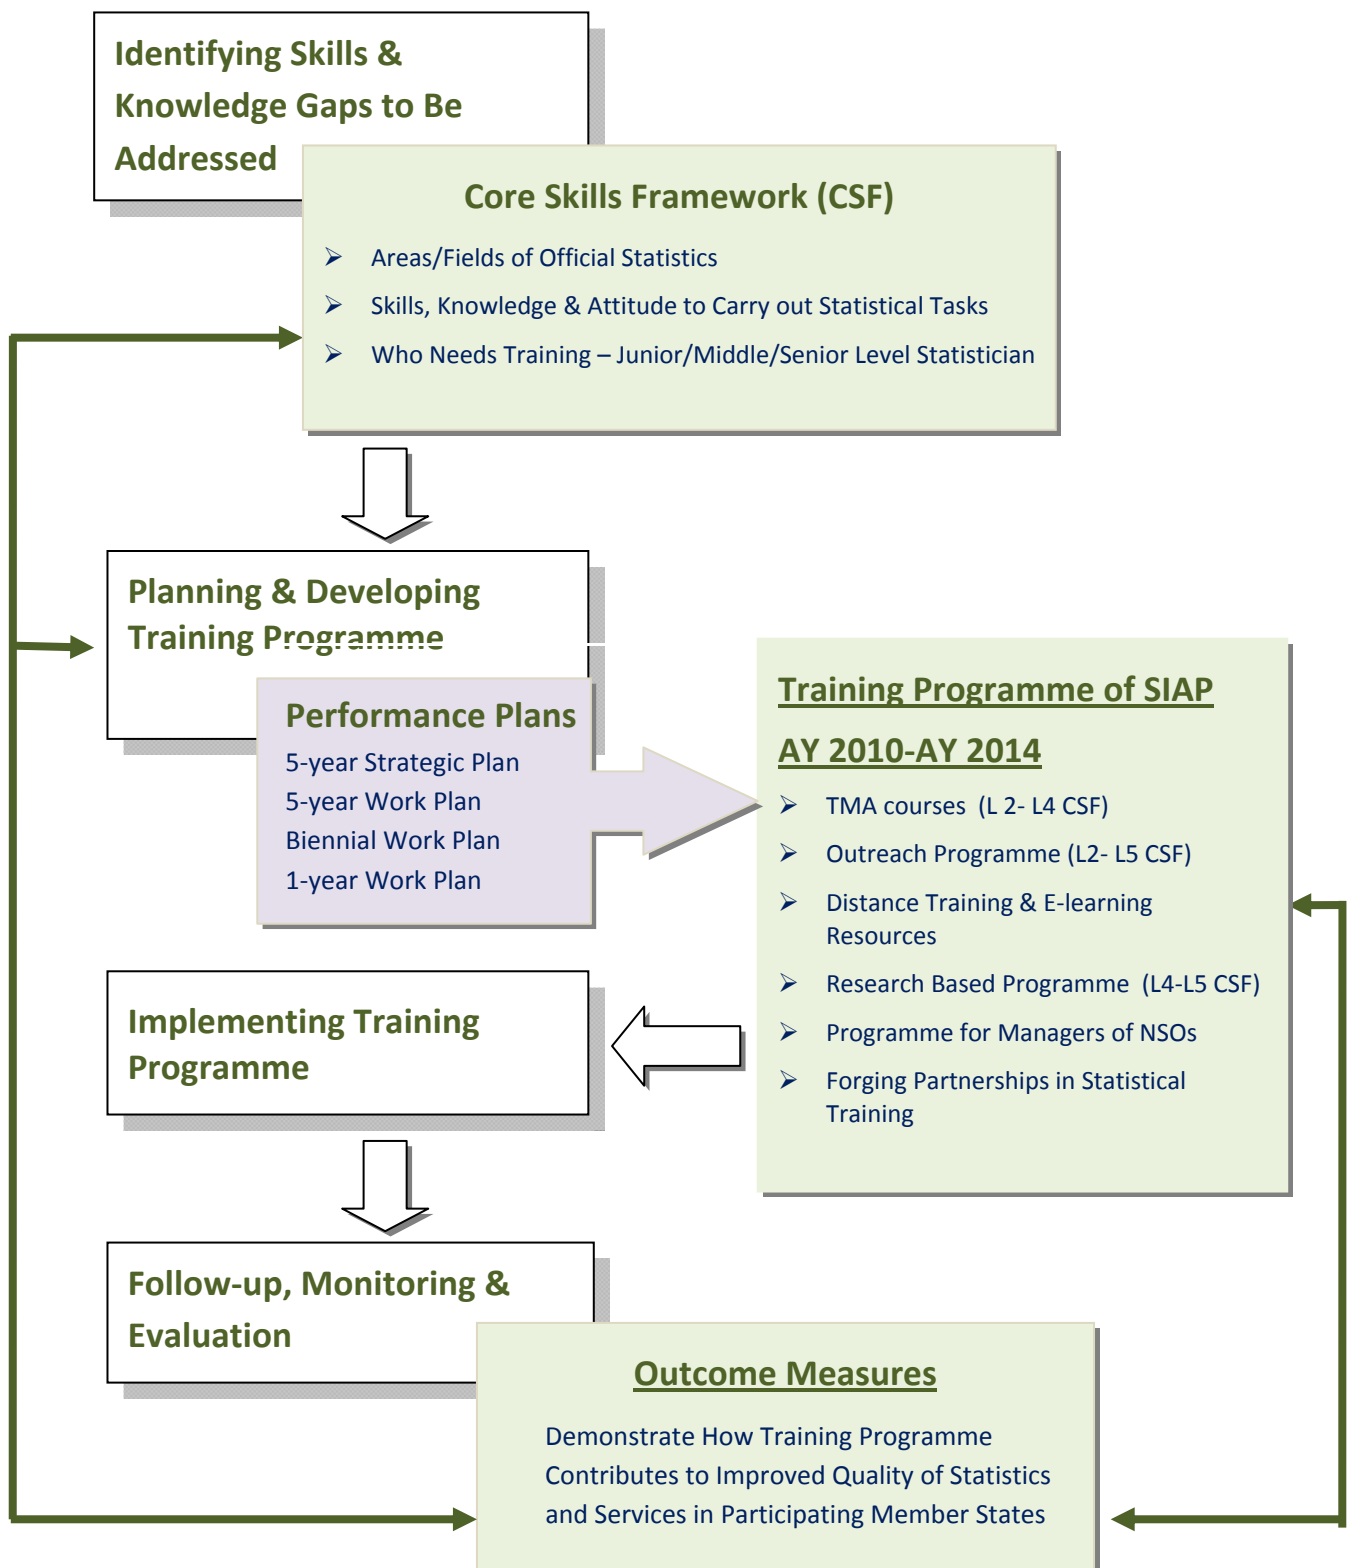 Identifying Skills &
Knowledge Gaps to Be
Addressed
Core Skills Framework (CSF)
➢ Areas/Fields of Official Statistics
➢ Skills, Knowledge & Attitude to Carry out Statistical Tasks
➢ Who Needs Training – Junior/Middle/Senior Level Statistician
Planning & Developing
Training Programme
Performance Plans
5-year Strategic Plan
5-year Work Plan
Biennial Work Plan
1-year Work Plan
Training Programme of SIAP
AY 2010-AY 2014
➢ TMA courses (L 2- L4 CSF)
➢ Outreach Programme (L2- L5 CSF)
➢ Distance Training & E-learning
Resources
➢ Research Based Programme (L4-L5 CSF)
➢ Programme for Managers of NSOs
➢ Forging Partnerships in Statistical
Training
Implementing Training
Programme
Follow-up, Monitoring &
Evaluation
Outcome Measures
Demonstrate How Training Programme
Contributes to Improved Quality of Statistics
and Services in Participating Member States